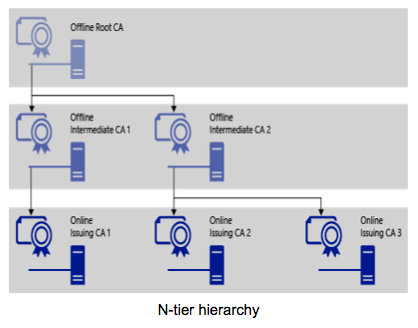 Offline Root CA
Offline
Intermediate CA 1
Offline
Intermediate CA 2
Online
Issuing CA 1
Online
Issuing CA 2
Online
Issuing CA 3
N-tier hierarchy